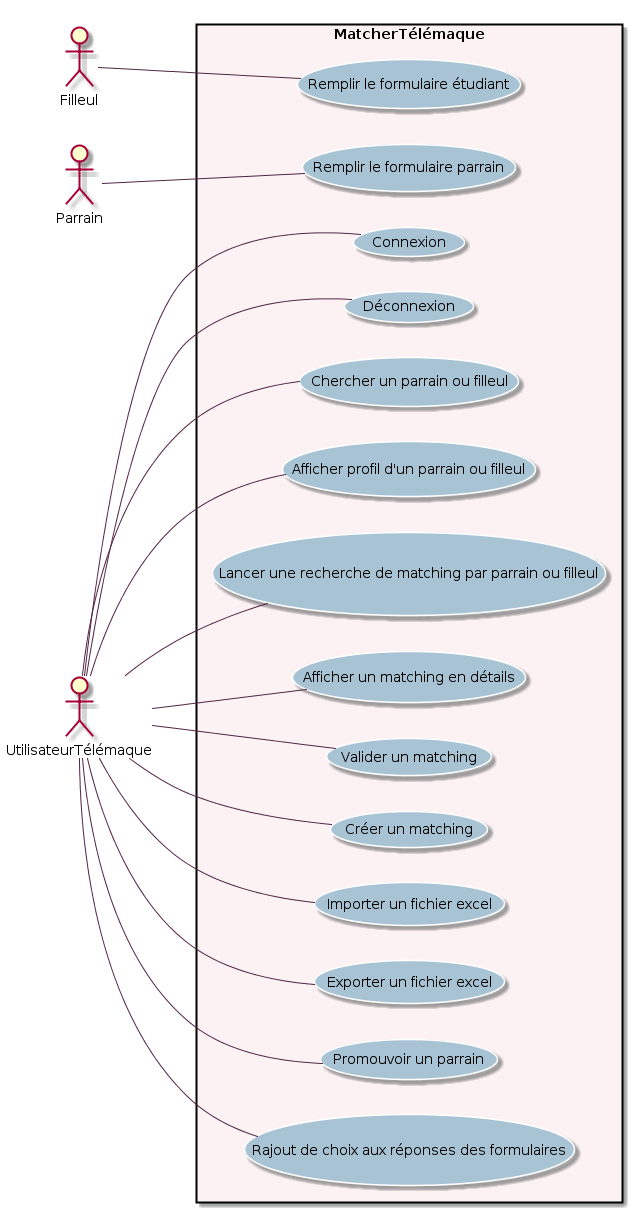 MatcherTélémaque
Filleul
Remplir le formulaire étudiant
Parrain
Remplir le formulaire parrain
Connexion
Déconnexion
Chercher un parrain ou filleul
Afficher profil d'un parrain ou filleul
Lancer une recherche de matching par parrain ou filleul
Afficher un matching en détails
UtilisateurTélémaque
Valider un matching
Créer un matching
Importer un fichier excel
Exporter un fichier excel
Promouvoir un parrain
Rajout de choix aux réponses des formulaires